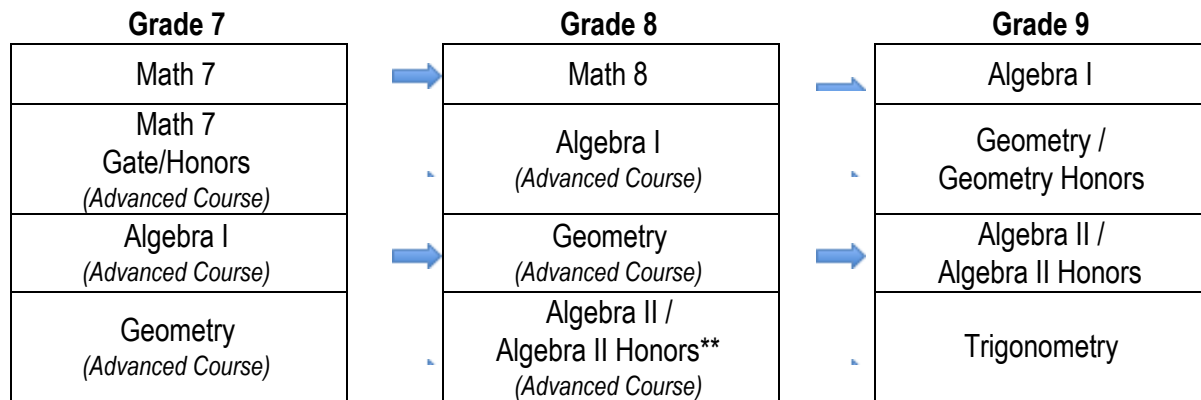 Grade 7
Grade 8
Grade 9
Math 7
Math 8
Algebra I
Math 7
Gate/Honors
(Advanced Course)
Algebra I
(Advanced Course)
Geometry /
Geometry Honors
Algebra I
(Advanced Course)
Geometry
(Advanced Course)
Algebra II /
Algebra II Honors
Geometry
(Advanced Course)
Algebra II /
Algebra II Honors**
(Advanced Course)
Trigonometry